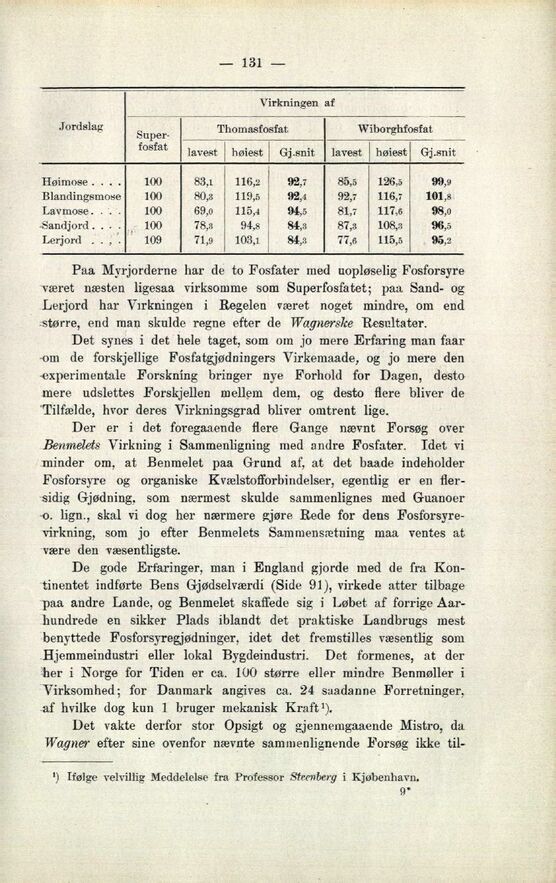 — 131 —
Jordslag Super-fosfat Virkningen af
Thomasfosfat Wiborghfosfat
lavest høiest Gj.snit lavest høiest Gj.snit
Høimose . . . . 100 83,1 116,2 92,7 85,5 126,5 99,9
Blandingsmose 100 80,3 119,5 92,4 92,7 116,7 101,8
Lavmose. . . . 100 69,0 115,4 94,5 81,7 117,6 98,0
Sandjord . . . . 100 78,3 94,8 84,3 87,3 108,3 96,5
Lerjord . . . . 109 71,9 103,1 84,3 77,6 115,5 95,2
Paa Myrjorderne har de to Fosfater med uopløselig Fosforsyre
været næsten ligesaa virksomme som Superfosfatet; paa Sand- og
Lerjord har Virkningen i Regelen været noget mindre, om end
større, end man skulde regne efter de Wagnerske Resultater.
Det synes i det hele taget, som om jo mere Erfaring man faar
om de forskjellige Fosfatgjødningers Virkemaade, og jo mere den
experimentale Forskning bringer nye Forhold for Dagen, desto
mere udslettes Forskjellen mellem dem, og desto flere bliver de
Tilfælde, hvor deres Virkningsgrad bliver omtrent lige.
Der er i det foregaaende flere Gange nævnt Forsøg over
Benmelets Virkning i Sammenligning med andre Fosfater. Idet vi
minder om, at Benmelet paa Grund af, at det baade indeholder
Fosforsyre og organiske Kvælstofforbindelser, egentlig er en fler-
sidig Gjødning, som nærmest skulde sammenlignes med Guanoer
o. lign., skal vi dog her nærmere gjøre Rede for dens Fosforsyre-
virkning, som jo efter Benmelets Sammensætning maa ventes at
være den væsentligste.
De gode Erfaringer, man i England gjorde med de fra Kon-
tinentet indførte Bens Gjødselværdi (Side 91), virkede atter tilbage
paa andre Lande, og Benmelet skaffede sig i Løbet af forrige Aar-
hundrede en sikker Plads iblandt det praktiske Landbrugs mest
benyttede Fosforsyregjødninger, idet det fremstilles væsentlig som
Hjemmeindustri eller lokal Bygdeindustri. Det formenes, at der
her i Norge for Tiden er ca. 100 større eller mindre Benmøller i
Virksomhed; for Danmark angives ca. 24 saadanne Forretninger,
af hvilke dog kun 1 bruger mekanisk Kraft¹).
Det vakte derfor stor Opsigt og gjennemgaaende Mistro, da
Wagner efter sine ovenfor nævnte sammenlignende Forsøg ikke til-
¹) Ifølge velvillig Meddelelse fra Professor Steenberg i Kjøbenhavn.
9*